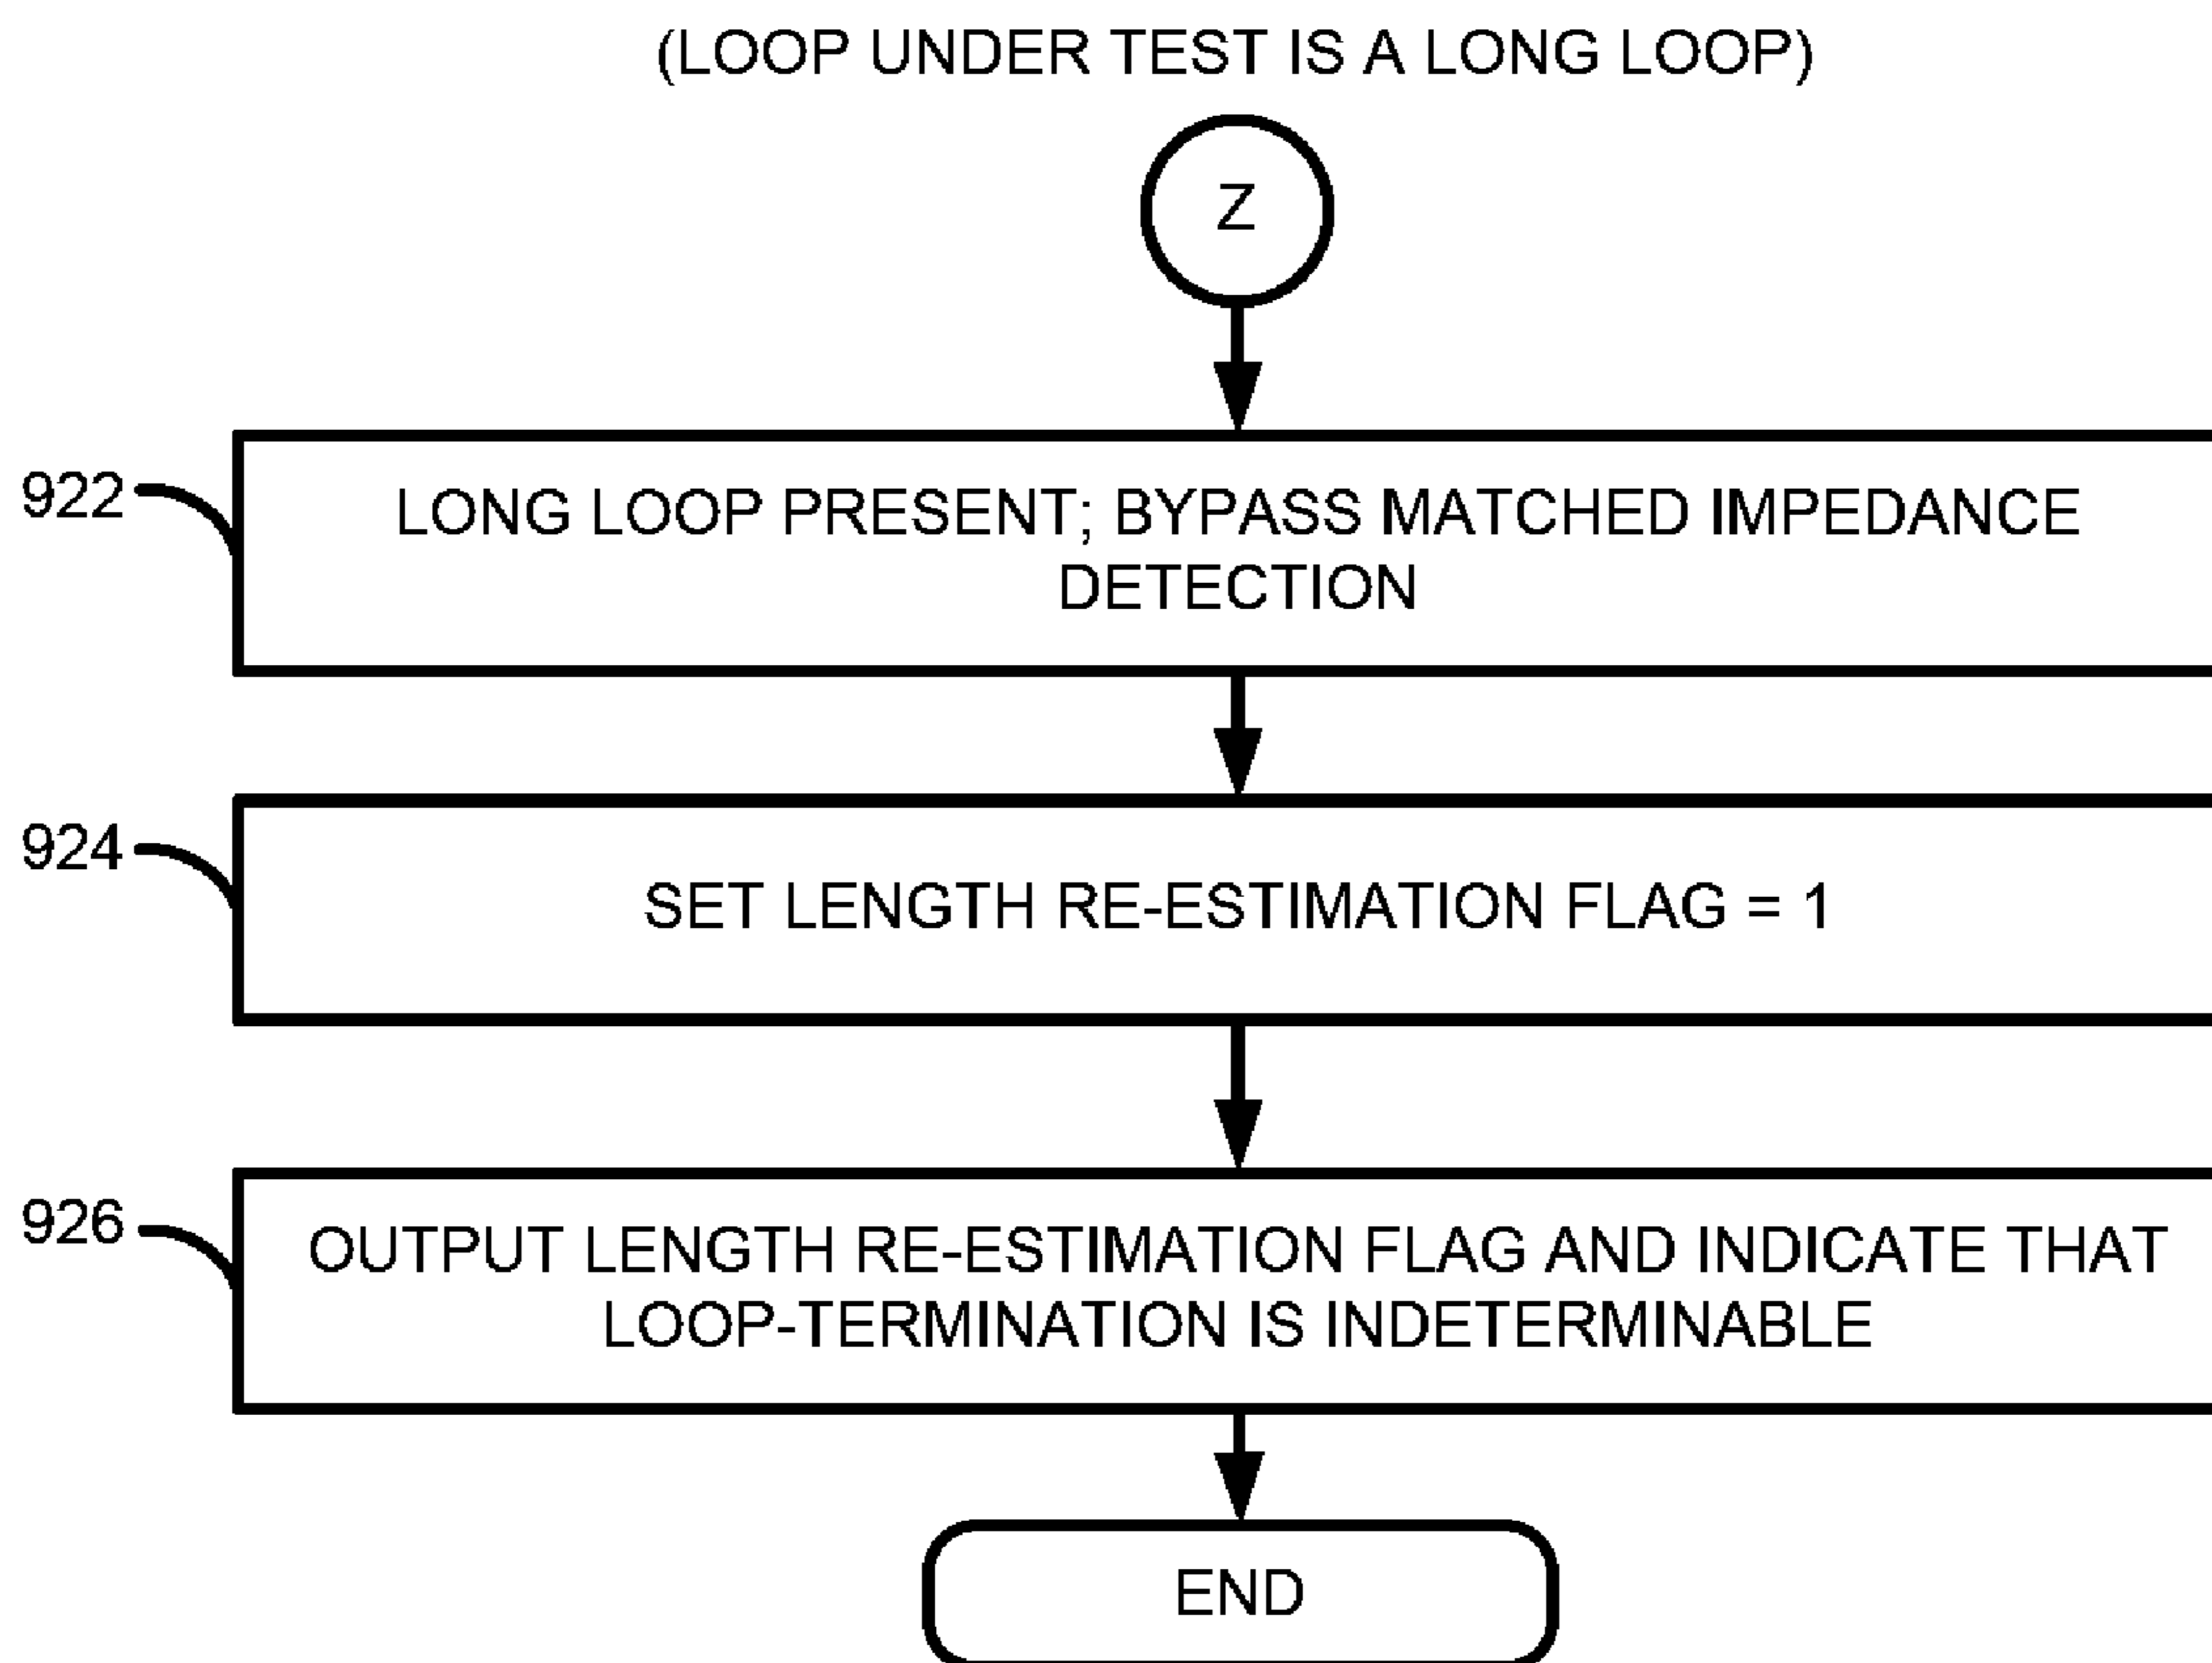 (LOOP UNDER TEST IS A LONG LOOP)
Z
922
LONG LOOP PRESENT; BYPASS MATCHED IMPEDANCE
DETECTION
924
SET LENGTH RE-ESTIMATION FLAG = 1
926
OUTPUT LENGTH RE-ESTIMATION FLAG AND INDICATE THAT
LOOP-TERMINATION IS INDETERMINABLE
END